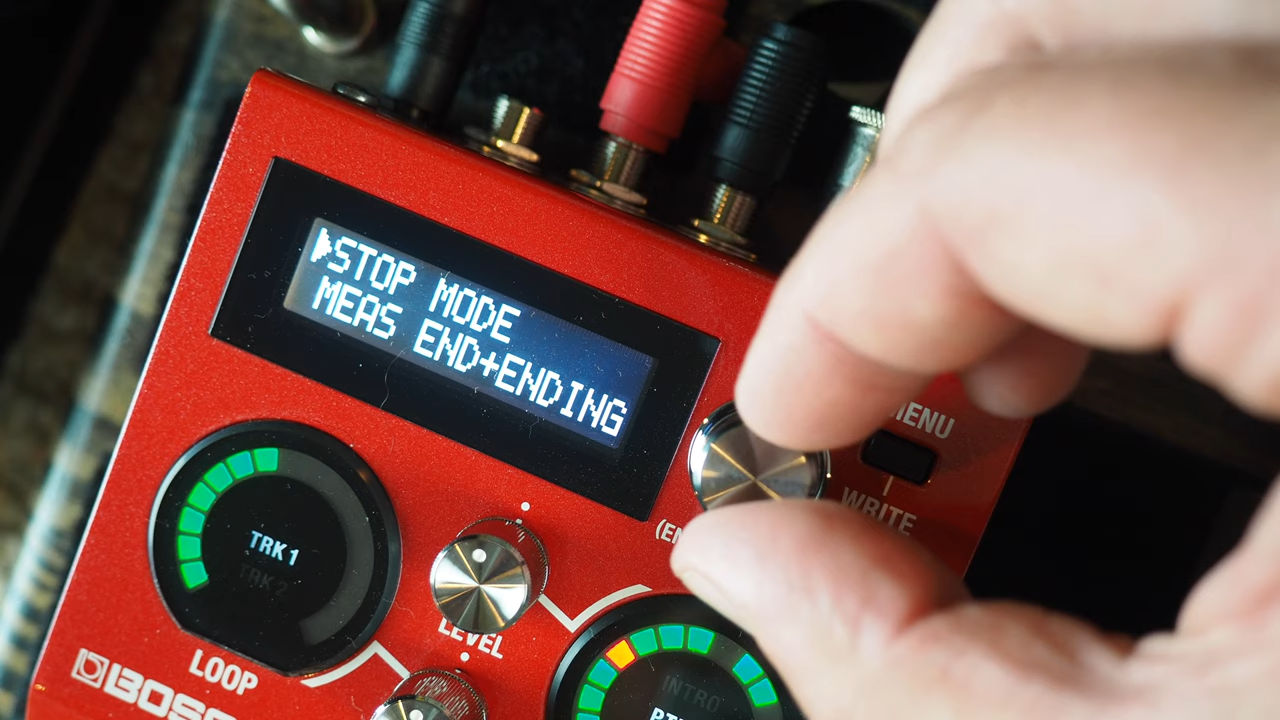 STOP MODE
MEAS END+ENDING
MENU
WRITE
TRK 1
TRK 2
LEVEL
LOOP
INTRO
BOSS